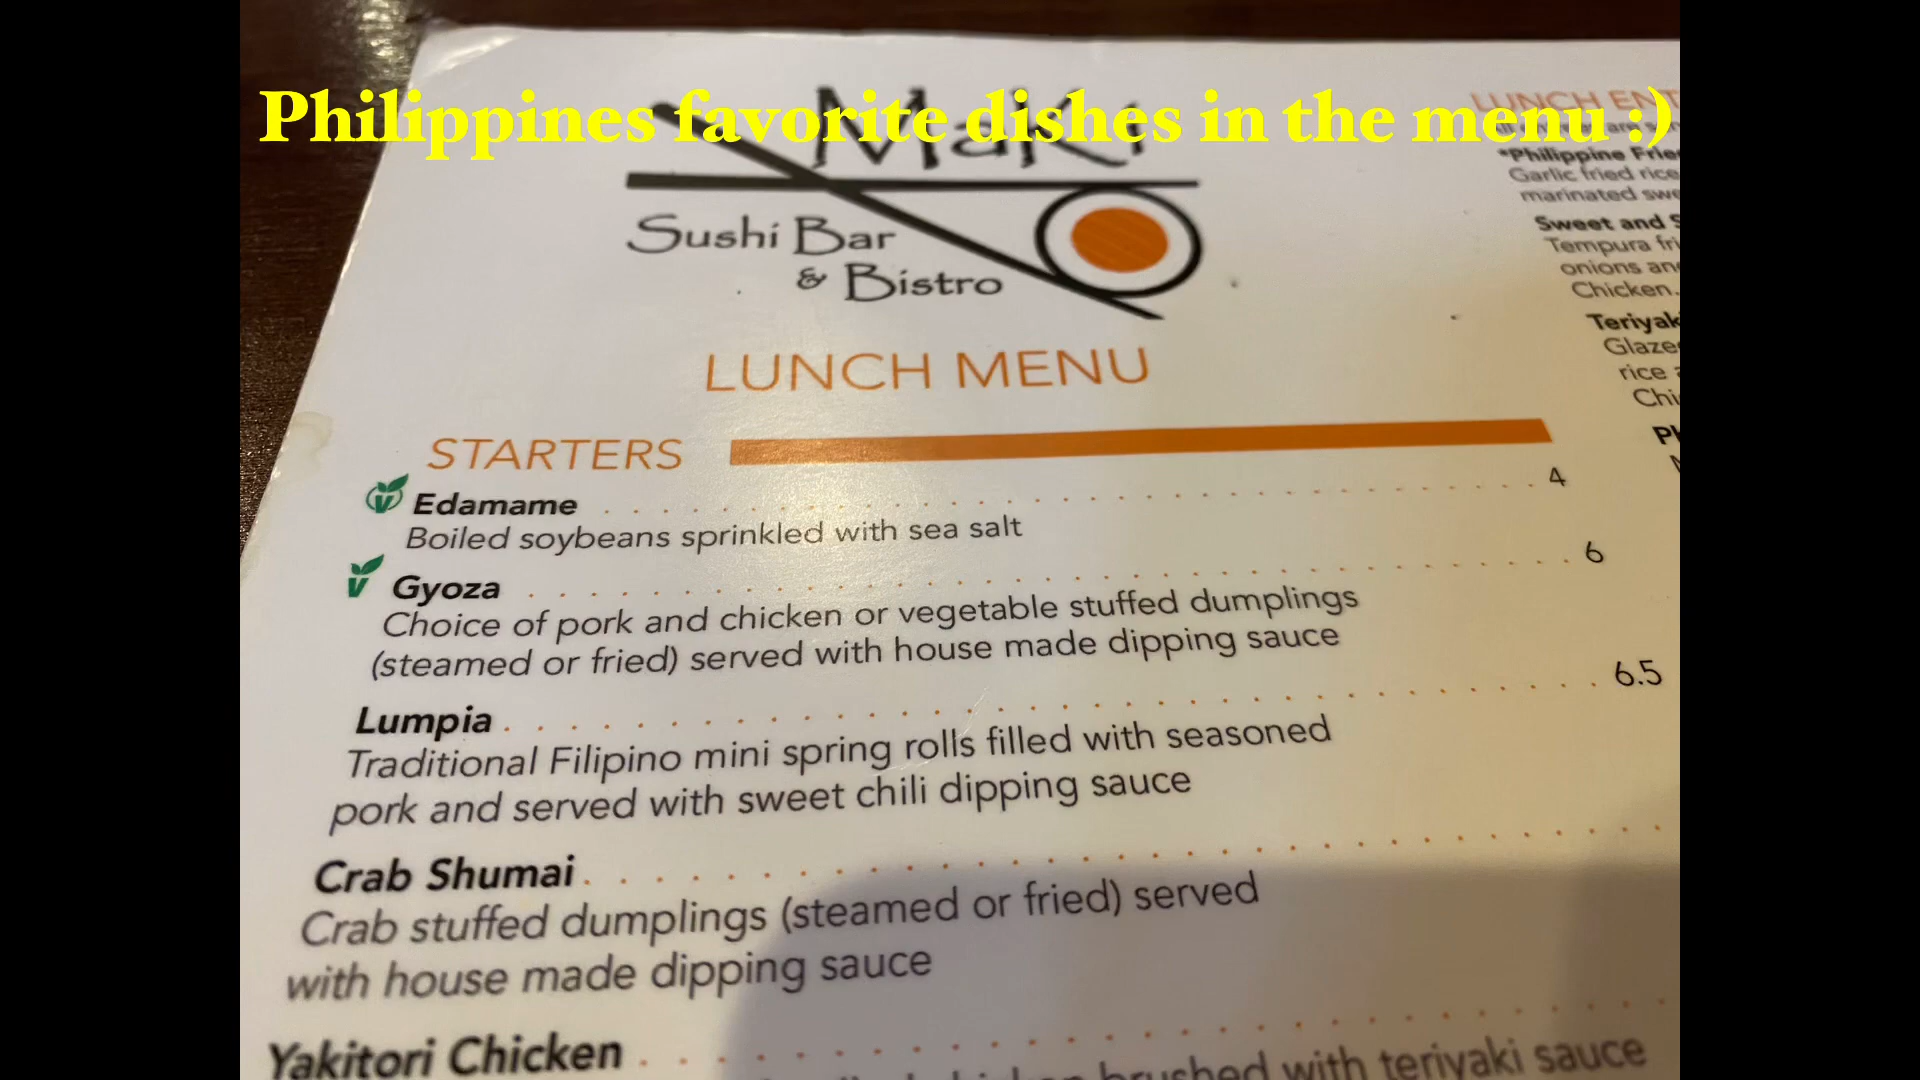 Philippines favorite dishes in the menu :)
Maki
Sushi Bar
& Bistro
LUNCH MENU
STARTERS
Edamame . . . . . . . . . . . . . . . . . . . . . . . . 4
Boiled soybeans sprinkled with sea salt
Gyoza . . . . . . . . . . . . . . . . . . . . . . . . 6
Choice of pork and chicken or vegetable stuffed dumplings
(steamed or fried) served with house made dipping sauce
Lumpia . . . . . . . . . . . . . . . . . . . . . . . . 6.5
Traditional Filipino mini spring rolls filled with seasoned
pork and served with sweet chili dipping sauce
Crab Shumai . . . . . . . . . . . . . . . . . . . . . . . .
Crab stuffed dumplings (steamed or fried) served
with house made dipping sauce
Yakitori Chicken . . . . . . . . . . . . . . . . . . . .
brushed with teriyaki sauce
LUNCH
*Philippine
Garlic fried rice
marinated
Sweet and
Tempura
onions
Chicken.
rice